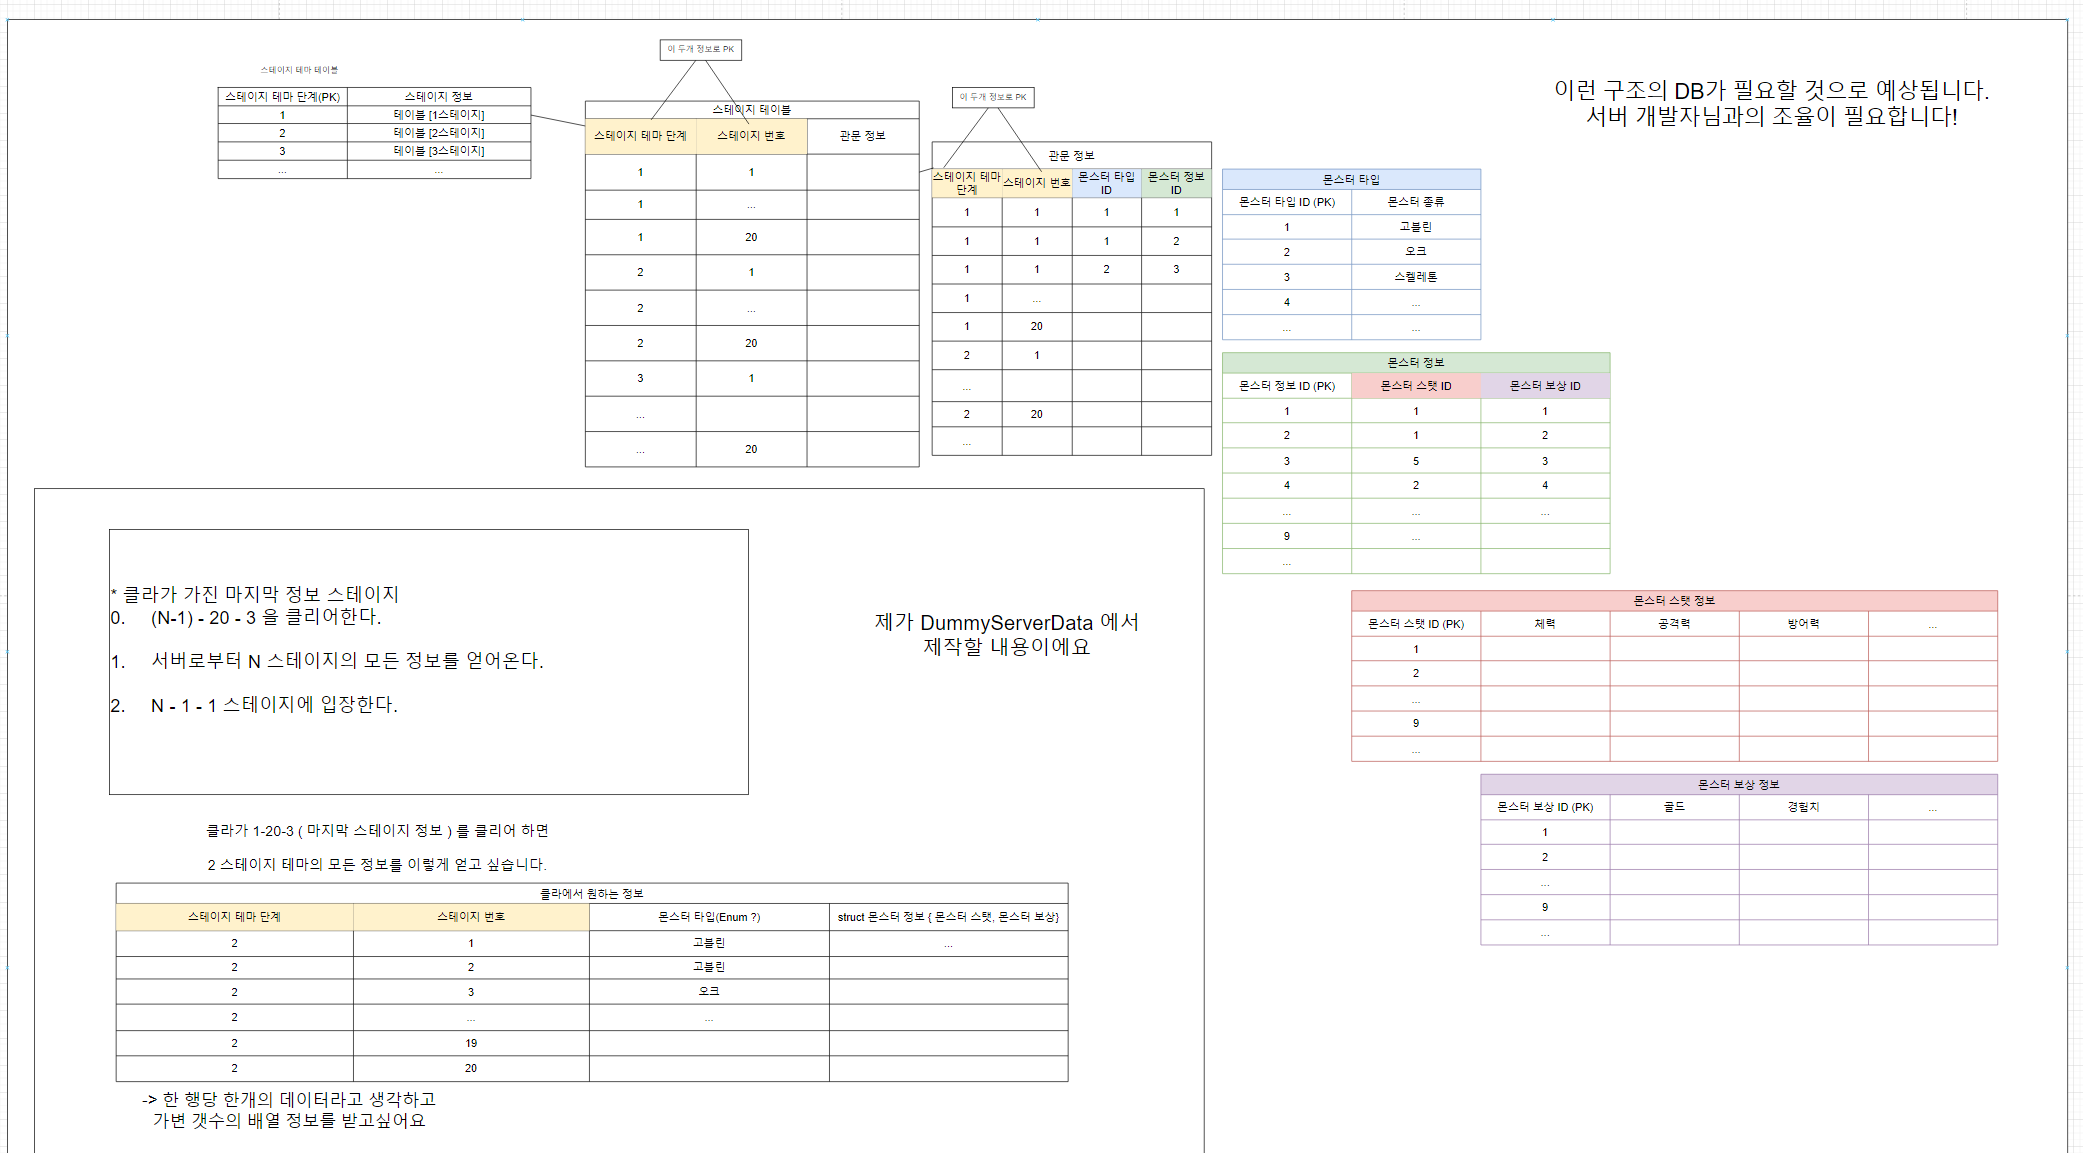 이 두개 정보로 PK
스테이지 테마 테이블
스테이지 테마 단계(PK) 스테이지 정보
1 테이블 [1스테이지]
2 테이블 [2스테이지]
3 테이블 [3스테이지]
... ...
스테이지 테이블
스테이지 테마 단계 스테이지 번호 관문 정보
1 1
1 ...
1 20
2 1
2 ...
2 20
3 1
...
... 20
이 두개 정보로 PK
관문 정보
스테이지 테마 단계 스테이지 번호 몬스터 타입 ID 몬스터 정보 ID
1 1 1 1
1 1 1 2
1 1 2 3
1 ...
1 20
2 1
...
2 20
...
이런 구조의 DB가 필요할 것으로 예상됩니다.
서버 개발자님과의 조율이 필요합니다!
몬스터 타입
몬스터 타입 ID (PK) 몬스터 종류
1 고블린
2 오크
3 스켈레톤
4 ...
... ...
몬스터 정보
몬스터 정보 ID (PK) 몬스터 스탯 ID 몬스터 보상 ID
1 1 1
2 1 2
3 5 3
4 2 4
... ... ...
9 ...
...
몬스터 스탯 정보
몬스터 스탯 ID (PK) 체력 공격력 방어력 ...
1
2
...
9
...
몬스터 보상 정보
몬스터 보상 ID (PK) 골드 경험치 ...
1
2
...
9
...
* 클라가 가진 마지막 정보 스테이지
0. (N-1) - 20 - 3 을 클리어한다.
1. 서버로부터 N 스테이지의 모든 정보를 얻어온다.
2. N - 1 - 1 스테이지에 입장한다.
제가 DummyServerData 에서
제작할 내용이에요
클라가 1-20-3 ( 마지막 스테이지 정보 ) 를 클리어 하면
2 스테이지 테마의 모든 정보를 이렇게 얻고 싶습니다.
클라에서 원하는 정보
스테이지 테마 단계 스테이지 번호 몬스터 타입(Enum ?) struct 몬스터 정보 { 몬스터 스탯, 몬스터 보상}
2 1 고블린 ...
2 2 고블린
2 3 오크
2 ... ...
2 19
2 20
-> 한 행당 한개의 데이터라고 생각하고
가변 갯수의 배열 정보를 받고싶어요